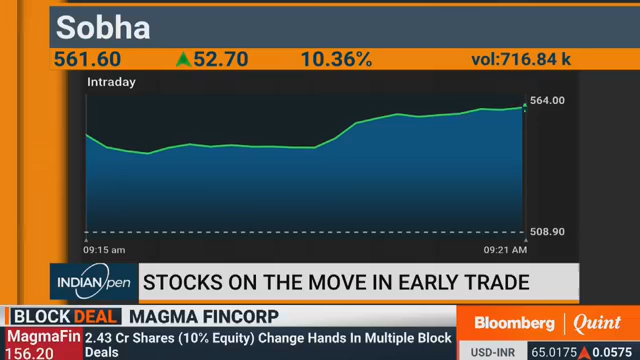 Sobha
561.60 ▲52.70 10.36% vol:716.84 k
Intraday
564.00
508.90
09:15 am 09:21 AM
INDIAN Open STOCKS ON THE MOVE IN EARLY TRADE
BLOCK DEAL MAGMA FINCORP
MagmaFin 2.43 Cr Shares (10% Equity) Change Hands In Multiple Block
156.20 Deals
Bloomberg Quint
USD-INR 65.0175 ▲ 0.0575